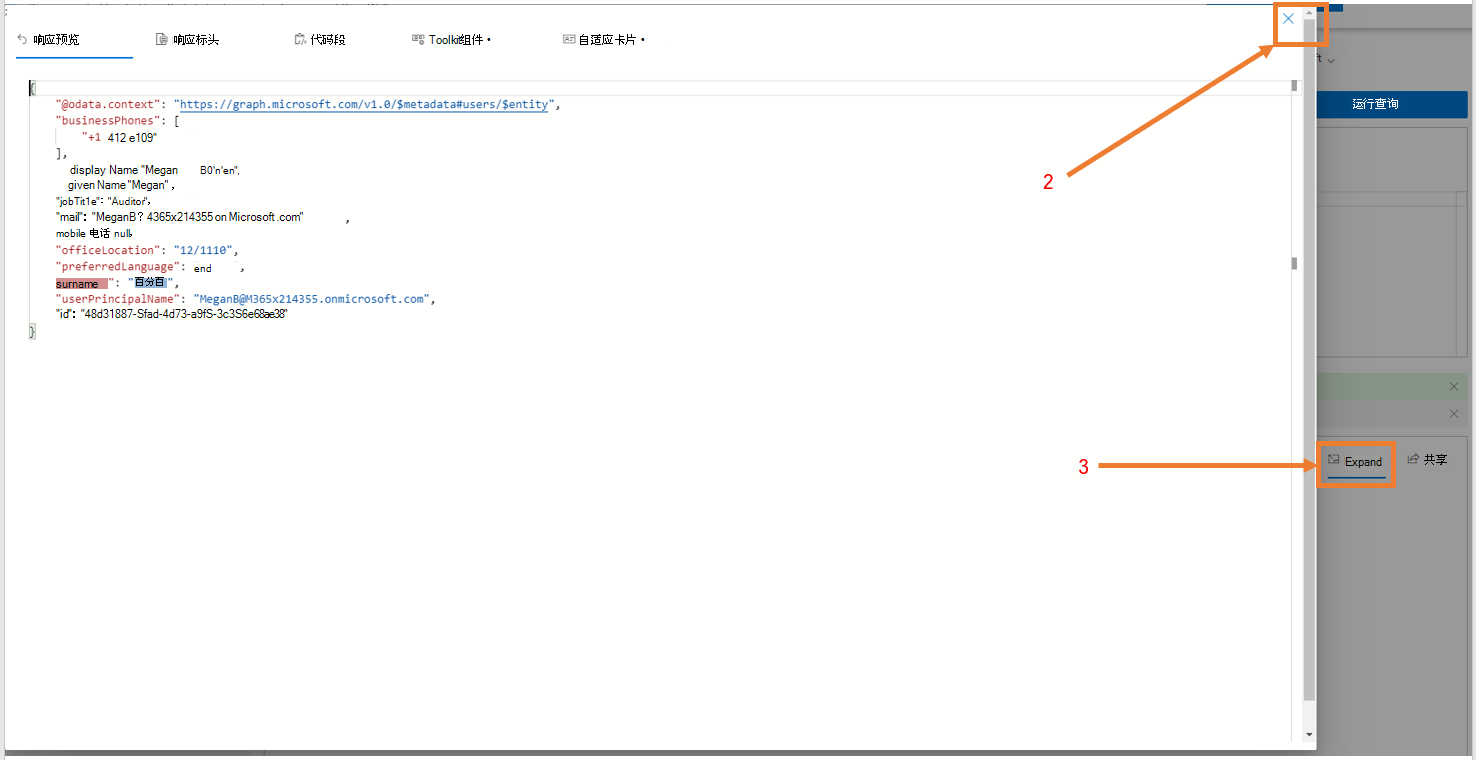 响应预览 响应标头 代码段 Toolkit组件 • 自适应卡片 •
运行查询
{
"@odata.context": "https://graph.microsoft.com/v1.0/$metadata#users/$entity",
"businessPhones": [
"+1 412 e109"
],
display Name "Megan B0'n'en",
given Name "Megan" ,
"jobTit1e": "Auditor",
"mail": "MeganB? 4365x214355 on Microsoft .com" ,
mobile 电话 null,
"officeLocation": "12/1110",
"preferredLanguage": end ,
surname ": "百分百",
"userPrincipalName": "MeganB@M365x214355.onmicrosoft.com",
"id": "48d31887-Sfad-4d73-a9fS-3c3S6e68ae38"
}
2
3
Expand 共享